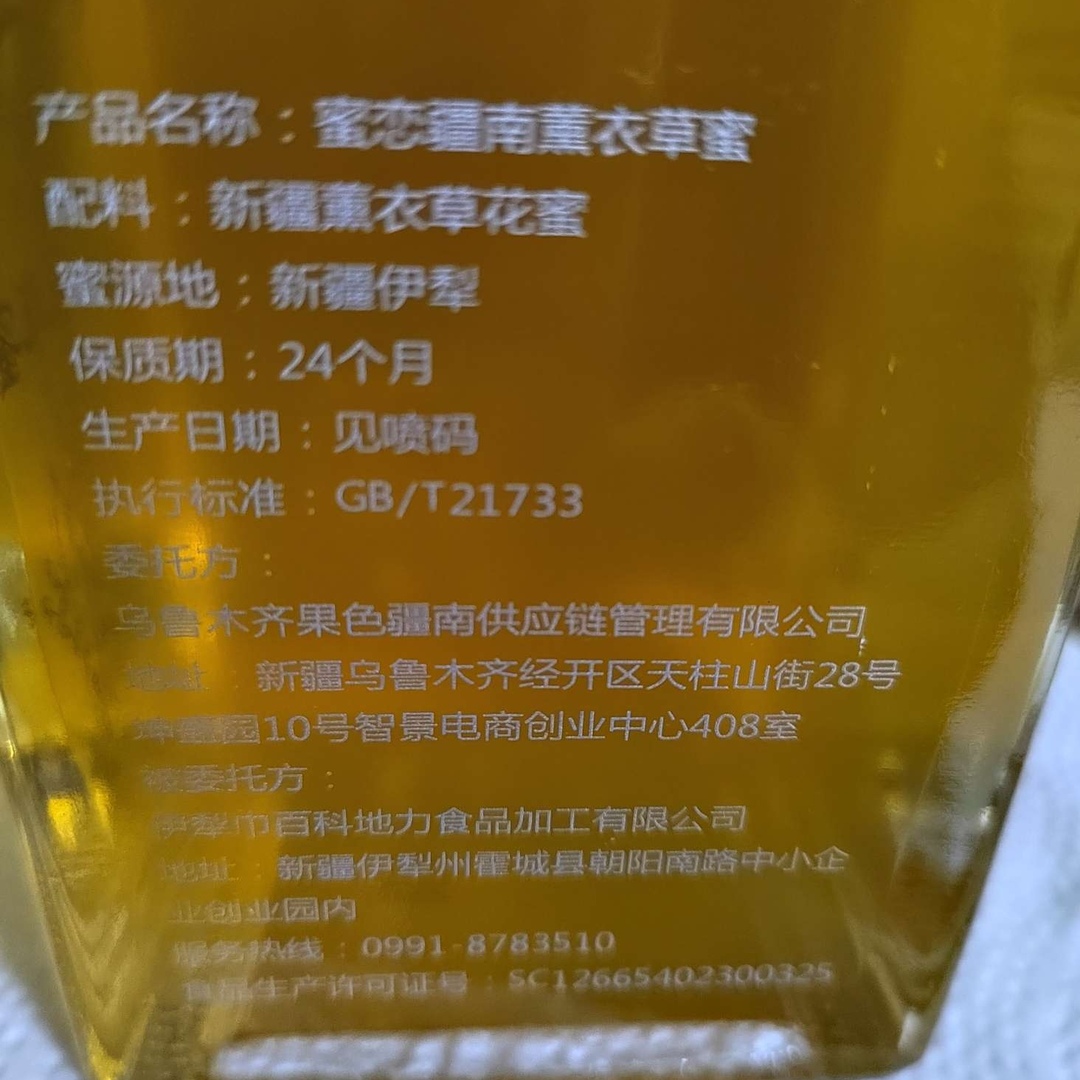 产品名称：蜜恋疆南薰衣草蜜
配料：新疆薰衣草花蜜
蜜源地：新疆伊犁
保质期：24个月
生产日期：见喷码
执行标准：GB/T21733
委托方：
乌鲁木齐果色疆南供应链管理有限公司
地址：新疆乌鲁木齐经开区天柱山街28号
园10号智景电商创业中心408室
被委托方：
伊犁市百科地力食品加工有限公司
地址：新疆伊犁州霍城县朝阳南路中小企
业创业园内
服务热线：0991-8783510
食品生产许可证号：SC12665402300325